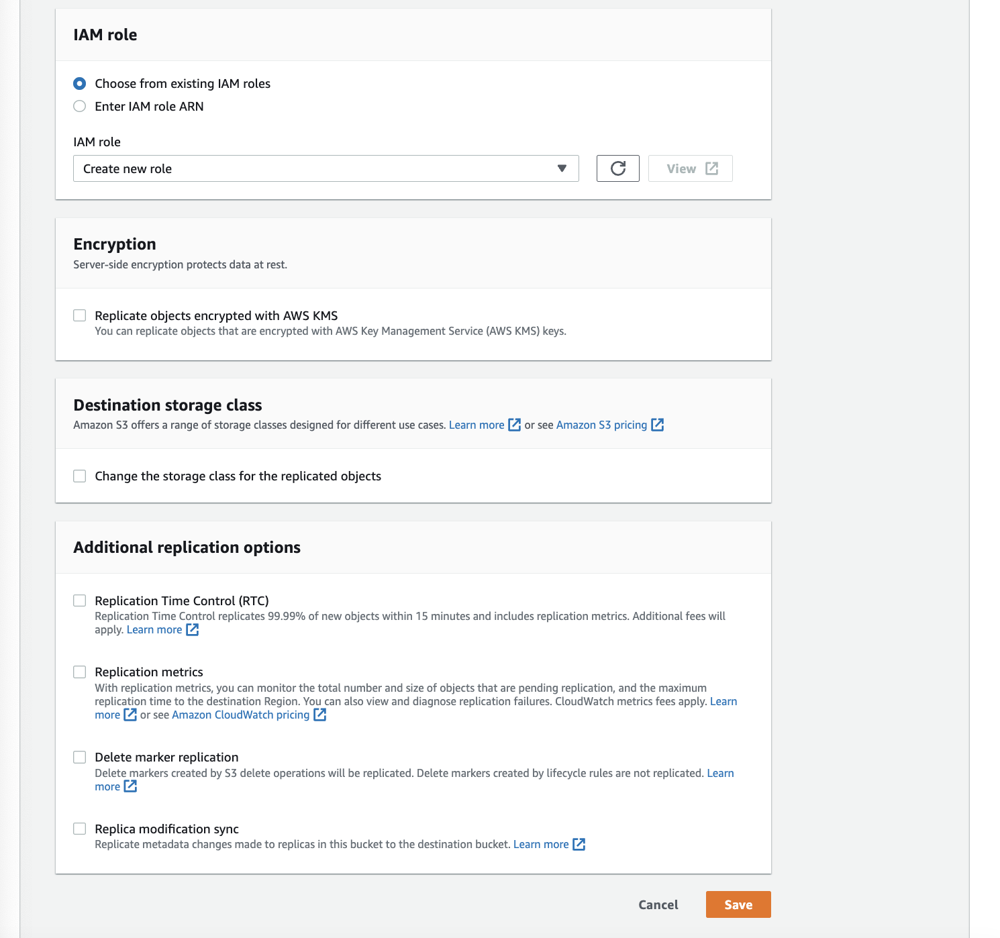 IAM role
Choose from existing IAM roles
Enter IAM role ARN
IAM role
Create new role
View
Encryption
Server-side encryption protects data at rest.
Replicate objects encrypted with AWS KMS
You can replicate objects that are encrypted with AWS Key Management Service (AWS KMS) keys.
Destination storage class
Amazon S3 offers a range of storage classes designed for different use cases. Learn more or see Amazon S3 pricing
Change the storage class for the replicated objects
Additional replication options
Replication Time Control (RTC)
Replication Time Control replicates 99.99% of new objects within 15 minutes and includes replication metrics. Additional fees will
apply. Learn more
Replication metrics
With replication metrics, you can monitor the total number and size of objects that are pending replication, and the maximum
replication time to the destination Region. You can also view and diagnose replication failures. CloudWatch metrics fees apply. Learn
more or see Amazon CloudWatch pricing
Delete marker replication
Delete markers created by S3 delete operations will be replicated. Delete markers created by lifecycle rules are not replicated. Learn
more
Replica modification sync
Replicate metadata changes made to replicas in this bucket to the destination bucket. Learn more
Cancel
Save